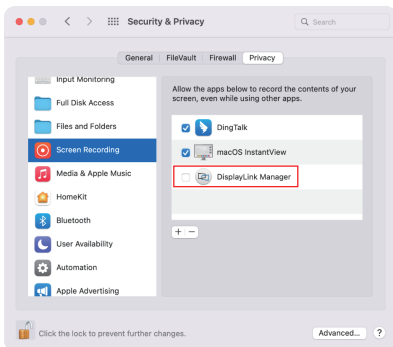 Security & Privacy
Search
General
FileVault
Firewall
Privacy
Input Monitoring
Full Disk Access
Files and Folders
Screen Recording
Media & Apple Music
HomeKit
Bluetooth
User Availability
Automation
Apple Advertising
Allow the apps below to record the contents of your
screen, even while using other apps.
DingTalk
macOS InstantView
DisplayLink Manager
+ −
Click the lock to prevent further changes.
Advanced...
?